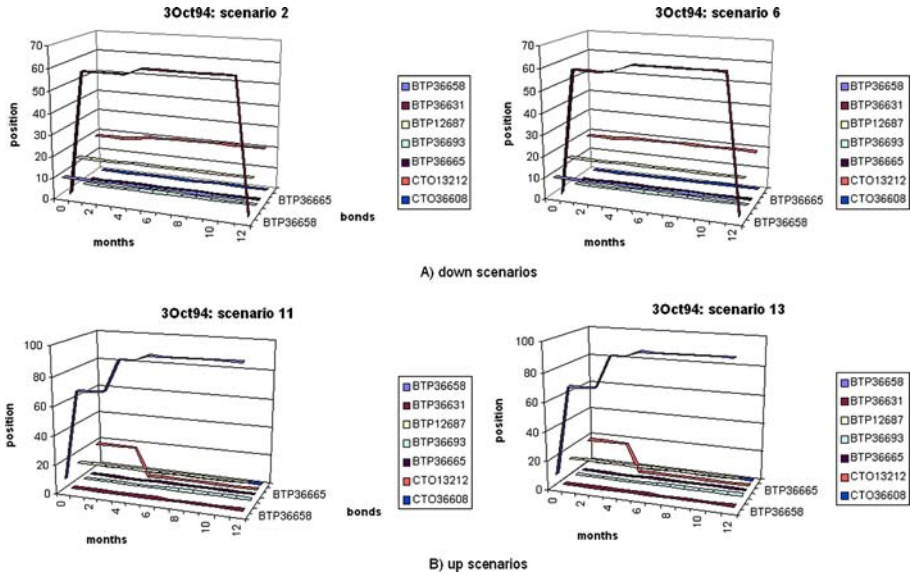 3Oct94: scenario 2
70
60
50
40
30
20
10
0
position
0
2
4
6
8
10
12
months
BTP36665
BTP36658
bonds
BTP36658
BTP36631
BTP12687
BTP36693
BTP36665
CTO13212
CTO36608
3Oct94: scenario 6
70
60
50
40
30
20
10
0
position
0
2
4
6
8
10
12
months
BTP36665
BTP36658
BTP36658
BTP36631
BTP12687
BTP36693
BTP36665
CTO13212
CTO36608
A) down scenarios
3Oct94: scenario 11
100
80
60
40
20
0
position
0
2
4
6
8
10
12
months
BTP36665
BTP36658
bonds
BTP36658
BTP36631
BTP12687
BTP36693
BTP36665
CTO13212
CTO36608
3Oct94: scenario 13
100
80
60
40
20
0
position
0
2
4
6
8
10
12
months
BTP36665
BTP36658
BTP36658
BTP36631
BTP12687
BTP36693
BTP36665
CTO13212
CTO36608
B) up scenarios